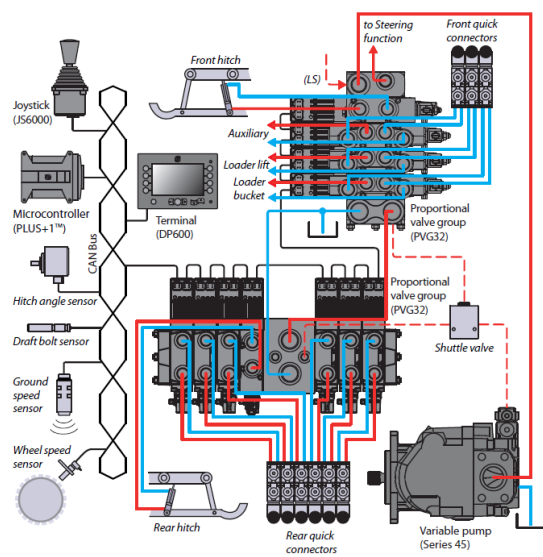 to Steering
function
Front quick
connectors
Front hitch
(LS)
Joystick
(JS6000)
Auxiliary
Loader lift
Loader
bucket
Microcontroller
(PLUS+1™)
Terminal
(DP600)
Proportional
valve group
(PVG32)
CAN Bus
Hitch angle sensor
Proportional
valve group
(PVG32)
Draft bolt sensor
Shuttle valve
Ground
speed
sensor
Wheel speed
sensor
Rear hitch
Rear quick
connectors
Variable pump
(Series 45)